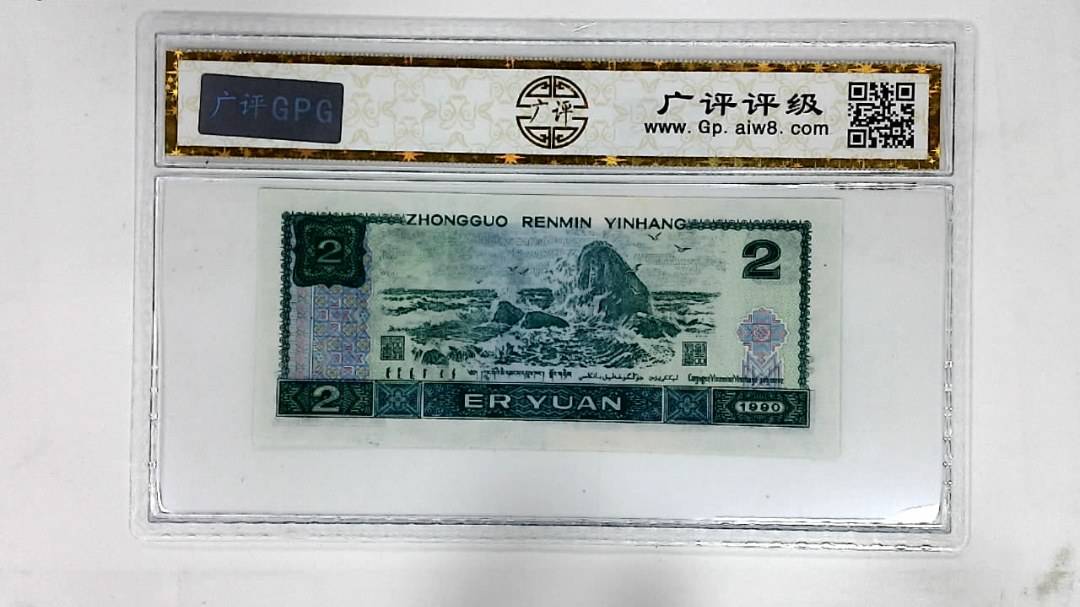 广评GPG
广评
广评评级
www. Gp. aiw8. com
ZHONGGUO RENMIN YINHANG
2
2
2
ER YUAN
1990